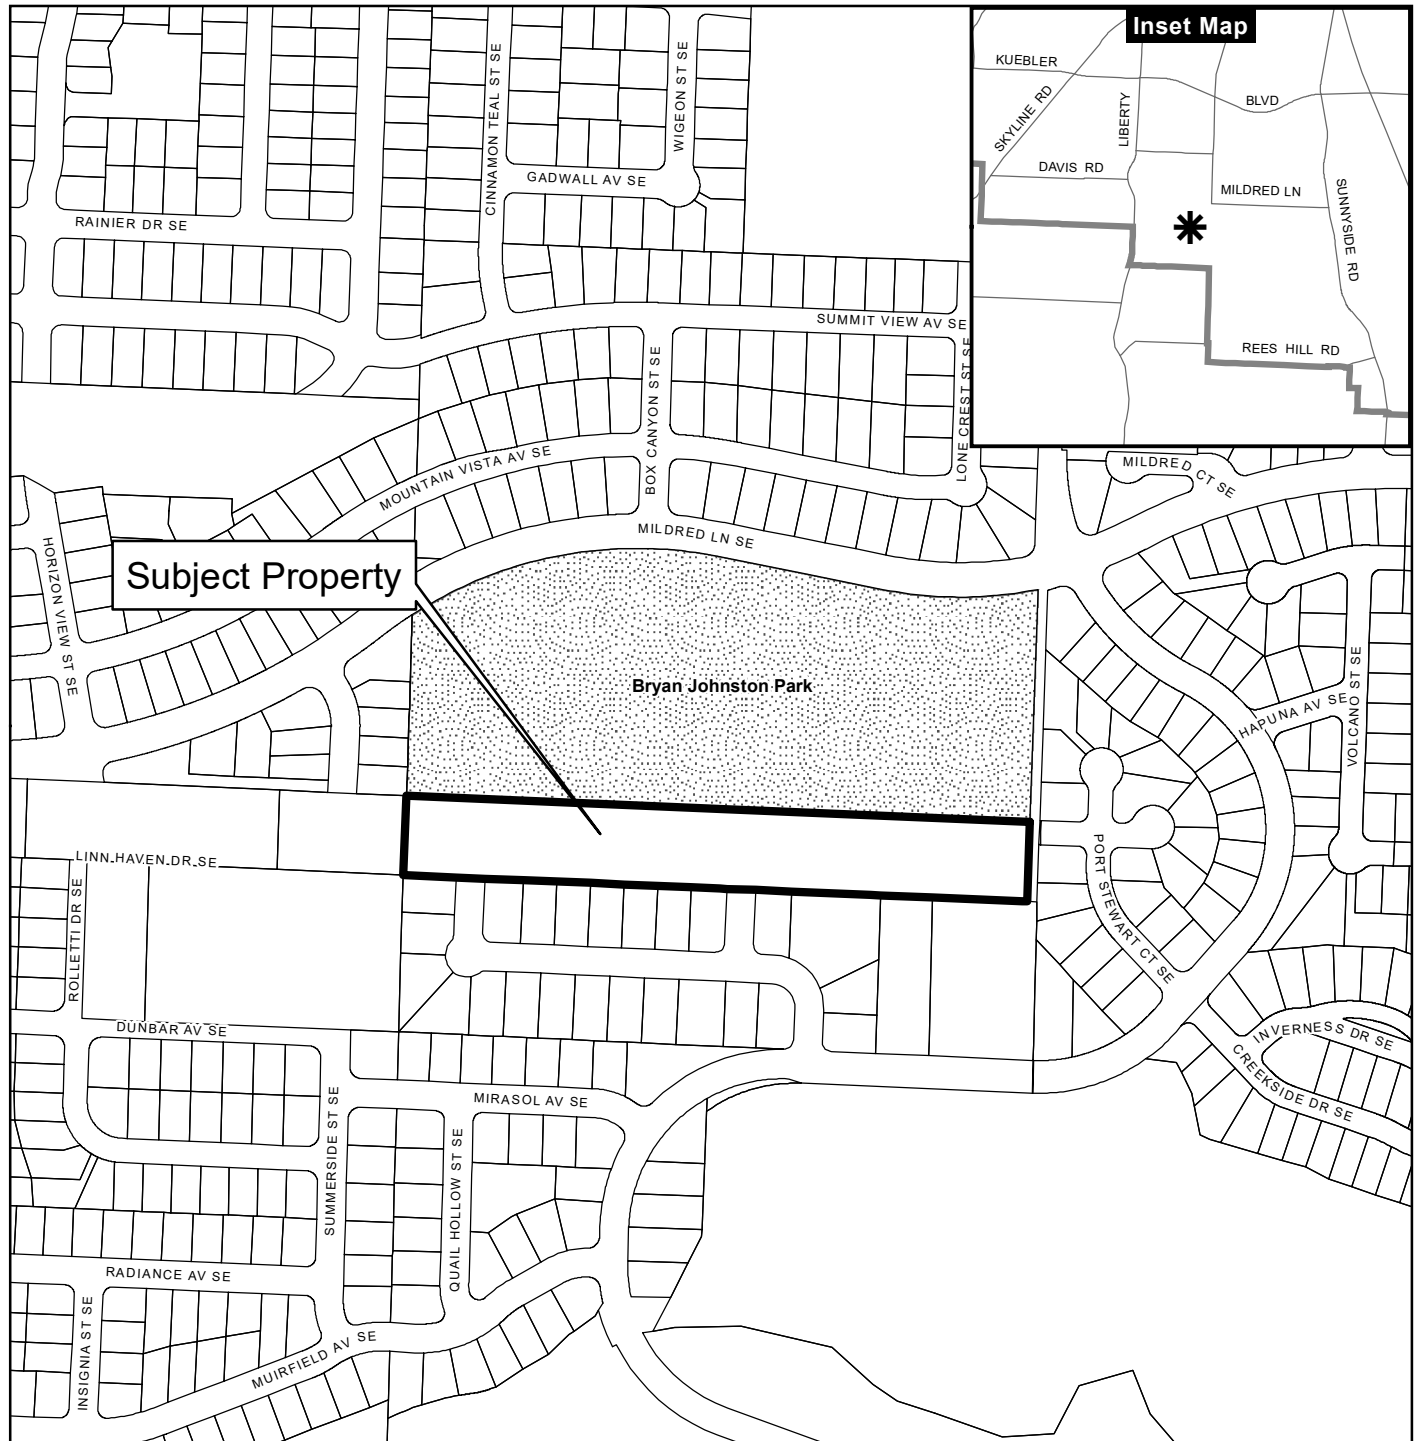 Inset Map
KUEBLER
BLVD
SKYLINE RD
LIBERTY
DAVIS RD
MILDRED LN
SUNNYSIDE RD
REES HILL RD
CINNAMON TEAL ST SE
WIGEON ST SE
GADWALL AV SE
RAINIER DR SE
SUMMIT VIEW AV SE
BOX CANYON ST SE
LONE CREST ST SE
MOUNTAIN VISTA AV SE
MILDRED CT SE
MILDRED LN SE
HORIZON VIEW ST SE
Subject Property
Bryan Johnston Park
VOLCANO ST SE
HAPUNA AV SE
LINN HAVEN DR SE
ROLLETTI DR SE
PORT STEWART CT SE
DUNBAR AV SE
INVERNESS DR SE
CREEKSIDE DR SE
MIRASOL AV SE
SUMMERSIDE ST SE
QUAIL HOLLOW ST SE
RADIANCE AV SE
INSIGNIA ST SE
MUIRFIELD AV SE